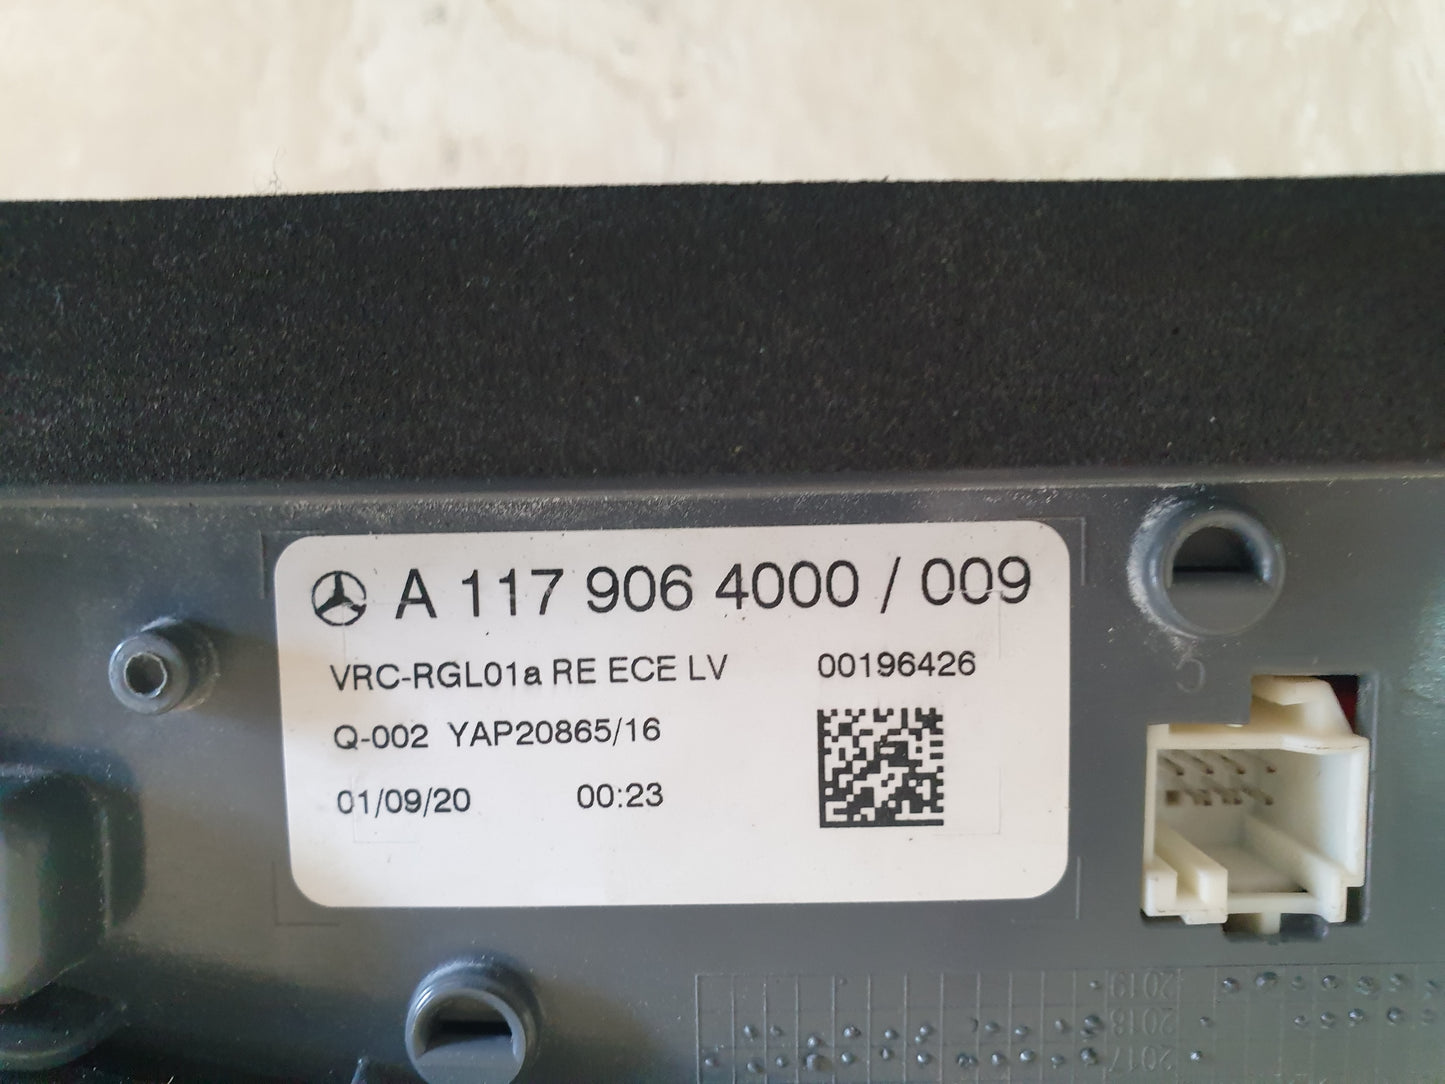 A 117 906 4000 / 009
VRC-RGL01a RE ECE LV 00196426
Q-002 YAP20865/16
01/09/20 00:23
C
2019
2018
2017